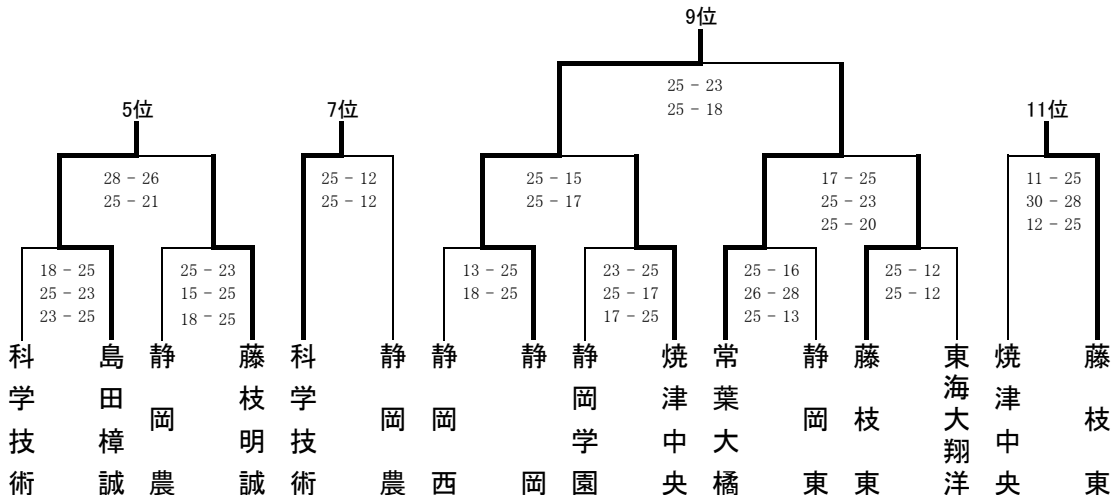 9位
25 - 23
25 - 18
5位
7位
11位
28 - 26
25 - 21
25 - 12
25 - 12
25 - 15
25 - 17
17 - 25
25 - 23
25 - 20
11 - 25
30 - 28
12 - 25
18 - 25
25 - 23
23 - 25
25 - 23
15 - 25
18 - 25
13 - 25
18 - 25
23 - 25
25 - 17
17 - 25
25 - 16
26 - 28
25 - 13
25 - 12
25 - 12
科学技術
島田樟誠
静岡農
藤枝明誠
科学技術
静岡農
静岡西
静岡
静岡学園
焼津中央
常葉大橘
静岡東
藤枝東
東海大翔洋
焼津中央
藤枝東